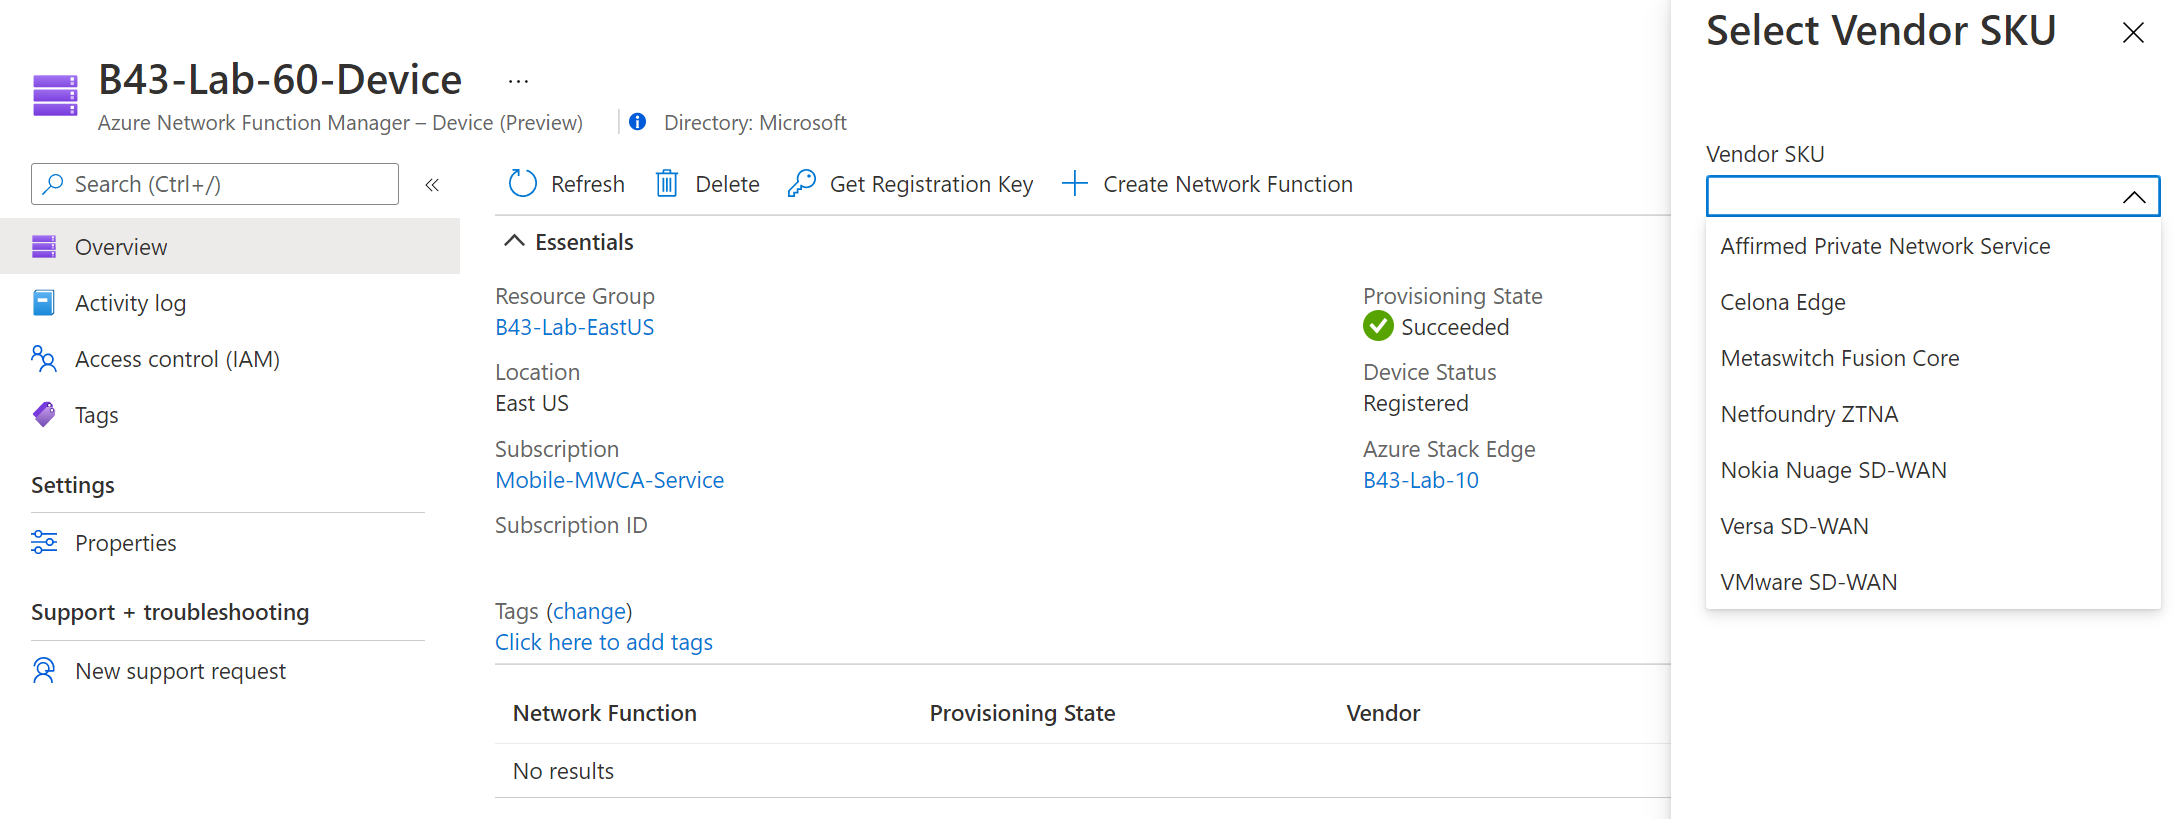 B43-Lab-60-Device ...
Azure Network Function Manager – Device (Preview)
Directory: Microsoft
Search (Ctrl+/)
«
Overview
Activity log
Access control (IAM)
Tags
Settings
Properties
Support + troubleshooting
New support request
Refresh
Delete
Get Registration Key
Create Network Function
Essentials
Resource Group
B43-Lab-EastUS
Location
East US
Subscription
Mobile-MWCA-Service
Subscription ID
Provisioning State
Succeeded
Device Status
Registered
Azure Stack Edge
B43-Lab-10
Tags (change)
Click here to add tags
Network Function Provisioning State Vendor
No results
Select Vendor SKU
Vendor SKU
Affirmed Private Network Service
Celona Edge
Metaswitch Fusion Core
Netfoundry ZTNA
Nokia Nuage SD-WAN
Versa SD-WAN
VMware SD-WAN